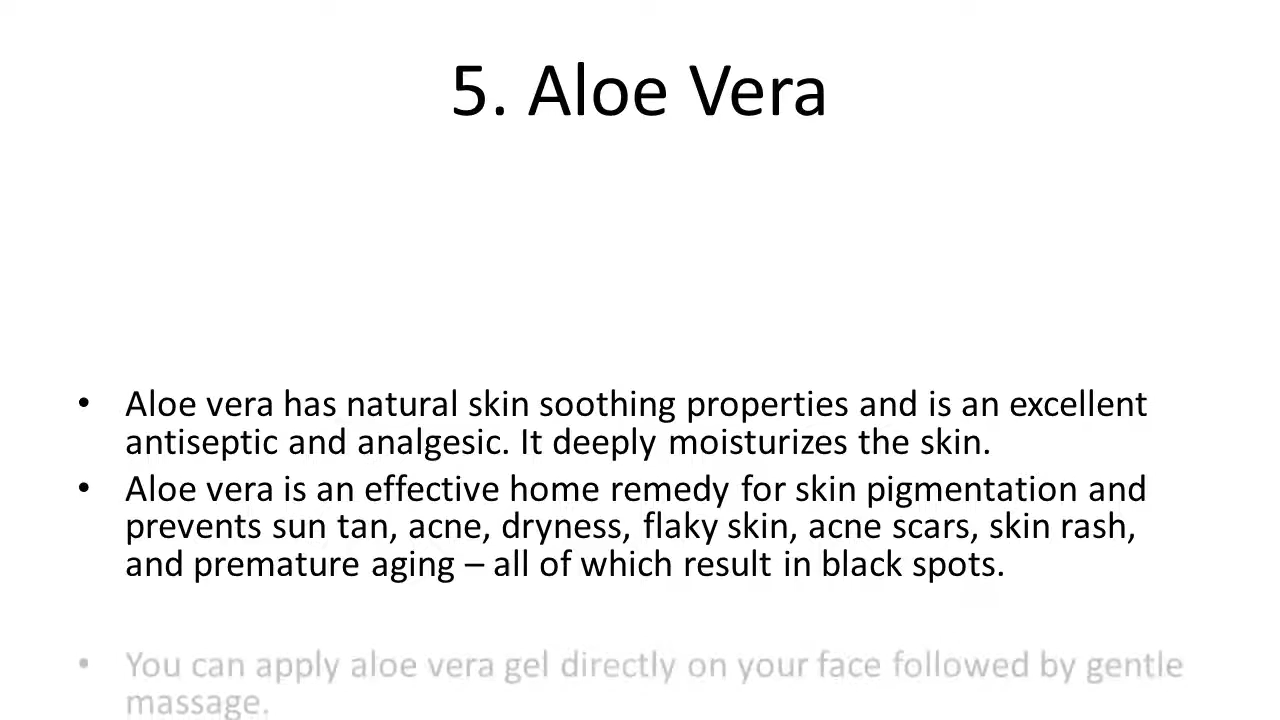 5. Aloe Vera
• Aloe vera has natural skin soothing properties and is an excellent
antiseptic and analgesic. It deeply moisturizes the skin.
• Aloe vera is an effective home remedy for skin pigmentation and
prevents sun tan, acne, dryness, flaky skin, acne scars, skin rash,
and premature aging – all of which result in black spots.
• You can apply aloe vera gel directly on your face followed by gentle
massage.